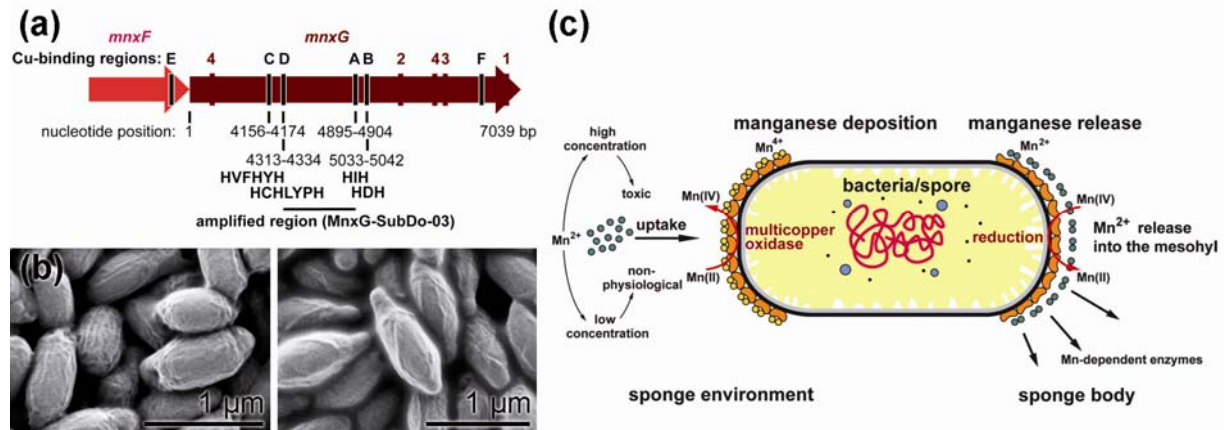 (a)
mnxF mnxG
Cu-binding regions: E 4 C D A B 2 4 3 F 1
nucleotide position: 1 4156-4174 4895-4904 7039 bp
4313-4334 5033-5042
HVFHYH HIH
HCHLYPH HDH
amplified region (MnxG-SubDo-03)
(b)
1 µm
1 µm
(c)
manganese deposition
manganese release
high
concentration
toxic
Mn2+
uptake
non-
physiological
low
concentration
Mn4+
Mn(IV)
multicopper
oxidase
Mn(II)
bacteria/spore
reduction
Mn2+
Mn(IV)
Mn2+ release
into the mesohyl
Mn(II)
Mn-dependent enzymes
sponge environment
sponge body